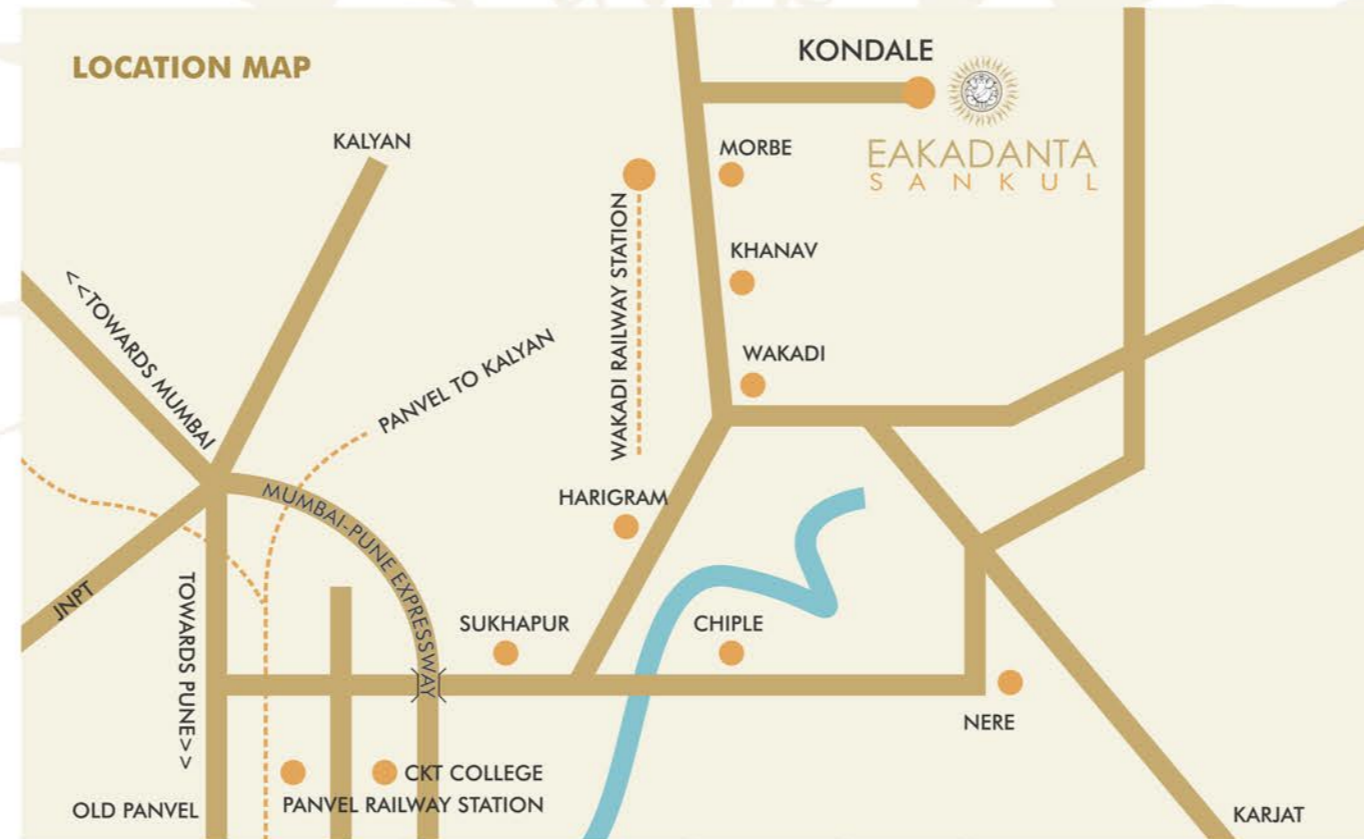 LOCATION MAP
KONDALE
KALYAN
MORBE
EAKADANTA
SANKUL
KHANAV
<<TOWARDS MUMBAI
WAKADI RAILWAY STATION
PANVEL TO KALYAN
WAKADI
MUMBAI-PUNE EXPRESSWAY
HARIGRAM
JNPT
TOWARDS PUNE>>
SUKHAPUR
CHIPLE
NERE
CKT COLLEGE
PANVEL RAILWAY STATION
OLD PANVEL
KARJAT